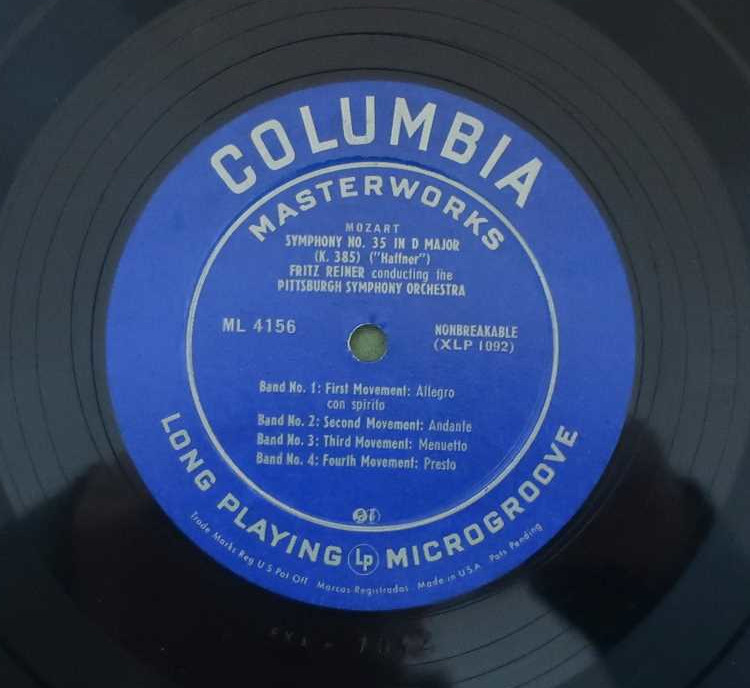 COLUMBIA
MASTERWORKS
MOZART
SYMPHONY NO. 35 IN D MAJOR
(K. 385) ("Haffner")
FRITZ REINER conducting the
PITTSBURGH SYMPHONY ORCHESTRA
ML 4156
NONBREAKABLE
(XLP 1092)
Band No. 1: First Movement: Allegro
con spirito
Band No. 2: Second Movement: Andante
Band No. 3: Third Movement: Menuetto
Band No. 4: Fourth Movement: Presto
LONG PLAYING Lp MICROGROOVE
Trade Marks Reg U S Pat Off Marcas Registradas Made in U.S.A. Pats Pending